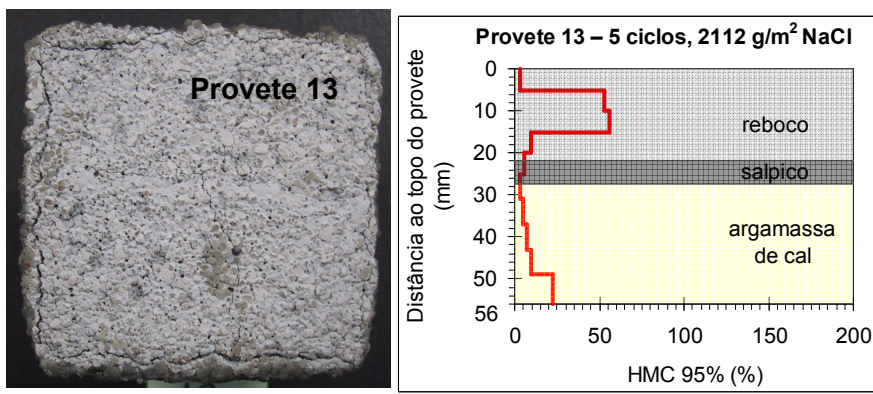 Provete 13
Provete 13 – 5 ciclos, 2112 g/m² NaCl
Distância ao topo do provete
(mm)
0
10
20
30
40
50
56
reboco
salpico
argamassa
de cal
0 50 100 150 200
HMC 95% (%)